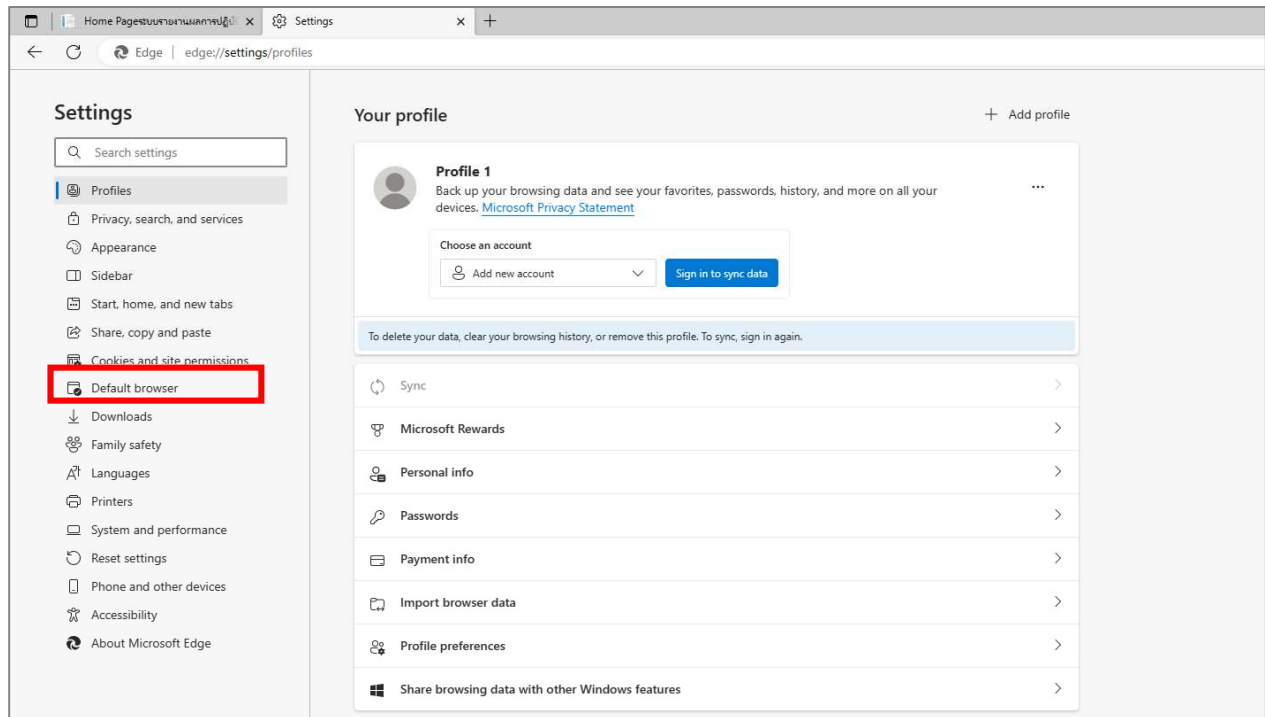 Home Pageระบบรายงานผลการปฏิบั
Settings
Edge
edge://settings/profiles
Settings
Search settings
Profiles
Privacy, search, and services
Appearance
Sidebar
Start, home, and new tabs
Share, copy and paste
Cookies and site permissions
Default browser
Downloads
Family safety
Languages
Printers
System and performance
Reset settings
Phone and other devices
Accessibility
About Microsoft Edge
Your profile
Add profile
Profile 1
Back up your browsing data and see your favorites, passwords, history, and more on all your
devices. Microsoft Privacy Statement
Choose an account
Add new account
Sign in to sync data
To delete your data, clear your browsing history, or remove this profile. To sync, sign in again.
Sync
Microsoft Rewards
Personal info
Passwords
Payment info
Import browser data
Profile preferences
Share browsing data with other Windows features